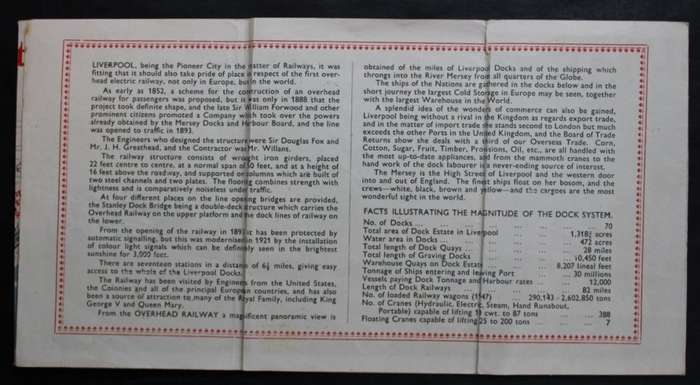 LIVERPOOL, being the Pioneer City in the matter of Railways, it was
fitting that it should also take pride of place in respect of the first over-
head electric railway, not only in Europe, but in the world.
As early as 1852, a scheme for the construction of an overhead
railway for passengers was proposed, but it was only in 1888 that the
project took definite shape, and the late Sir William Forwood and other
prominent citizens promoted a Company which took over the powers
already obtained by the Mersey Docks and Harbour Board, and the line
was opened to traffic in 1893.
The Engineers who designed the structure were Sir Douglas Fox and
Mr. J. H. Greathead, and the Contractor was Mr. Willans.
The railway structure consists of wrought iron girders, placed
22 feet centre to centre, at a normal span of 50 feet, and at a height of
16 feet above the road way, and supported on columns which are built of
two steel channels and two plates. The flooring combines strength with
lightness and is comparatively noiseless under traffic.
At four different places on the line opening bridges are provided,
the Stanley Dock Bridge being a double-deck structure which carries the
Overhead Railway on the upper platform and the dock lines of railway on
the lower.
From the opening of the railway in 1893 it has been protected by
automatic signalling, but this was modernised in 1921 by the installation
of colour light signals which can be definitely seen in the brightest
sunshine for 3,000 feet.
There are seventeen stations in a distance of 6½ miles, giving easy
access to the whole of the Liverpool Docks.
The Railway has been visited by Engineers from the United States,
the Colonies and all of the principal European countries, and has also
been a source of attraction to many of the Royal Family, including King
George V and Queen Mary.
From the OVERHEAD RAILWAY a magnificent panoramic view is
obtained of the miles of Liverpool Docks and of the shipping which
throngs into the River Mersey from all quarters of the Globe.
The ships of the Nations are gathered in the docks below and in the
short journey the largest Cold Storage in Europe may be seen, together
with the largest Warehouse in the World.
A splendid idea of the wonders of commerce can also be gained,
Liverpool being without a rival in the Kingdom as regards export trade,
and in the matter of import trade she stands second to London but much
exceeds the other Ports in the United Kingdom, and the Board of Trade
Returns show she deals with a third of our Overseas Trade. Corn,
Cotton, Sugar, Fruit, Timber, Provisions, Oil, etc., are all handled with
the most up-to-date appliances, and from the mammoth cranes to the
hand work of the dock labourer is a never-ending source of interest.
The Mersey is the High Street of Liverpool and the western door
into and out of England. The finest ships float on her bosom, and the
crews—white, black, brown and yellow—and the cargoes are the most
wonderful sight in the world.
FACTS ILLUSTRATING THE MAGNITUDE OF THE DOCK SYSTEM.
No. of Docks ... 70
Total area of Dock Estate in Liverpool ... 1,318½ acres
Water area in Docks ... 472 acres
Total length of Dock Quays ... 28 miles
Total length of Graving Docks ... 10,450 feet
Warehouse Quays on Dock Estate ... 8,207 lineal feet
Tonnage of Ships entering and leaving Port ... 30 millions
Vessels paying Dock Tonnage and Harbour rates ... 12,000
Length of Dock Railways ... 82 miles
No. of loaded Railway wagons (1947) 290,143 - 2,602,850 tons
No. of Cranes (Hydraulic, Electric, Steam, Hand Runabout,
Portable) capable of lifting cwt. to 87 tons ... 388
Floating Cranes capable of lifting 25 to 200 tons ... 7